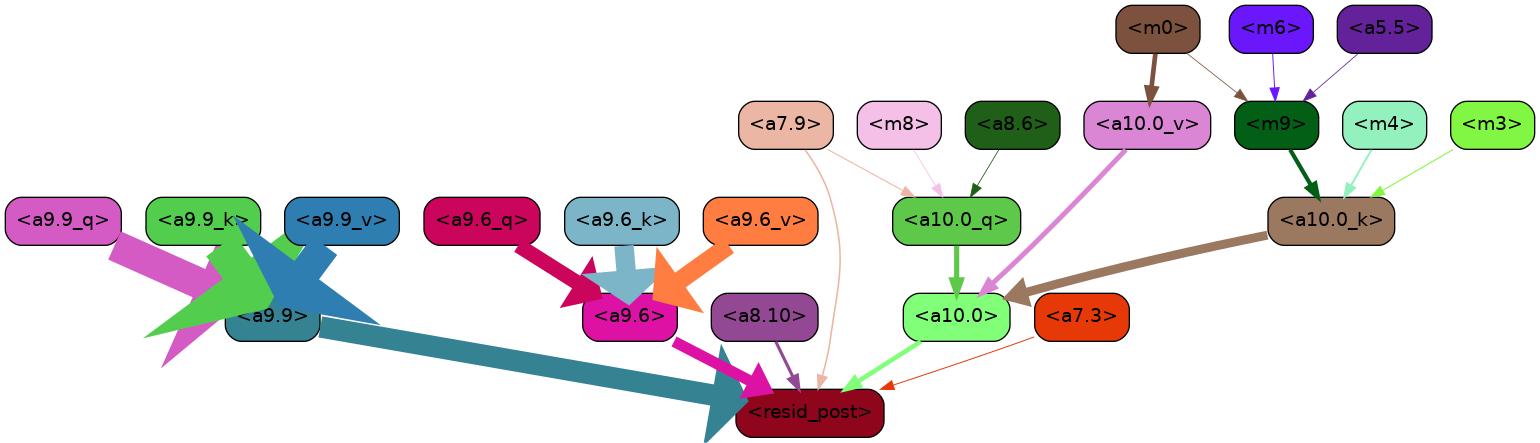 <m0> <m6> <a5.5>
<a7.9> <m8> <a8.6> <a10.0_v> <m9> <m4> <m3>
<a9.9_q> <a9.9_k> <a9.9_v> <a9.6_q> <a9.6_k> <a9.6_v> <a10.0_q> <a10.0_k>
<a9.9> <a9.6> <a8.10> <a10.0> <a7.3>
<resid_post>